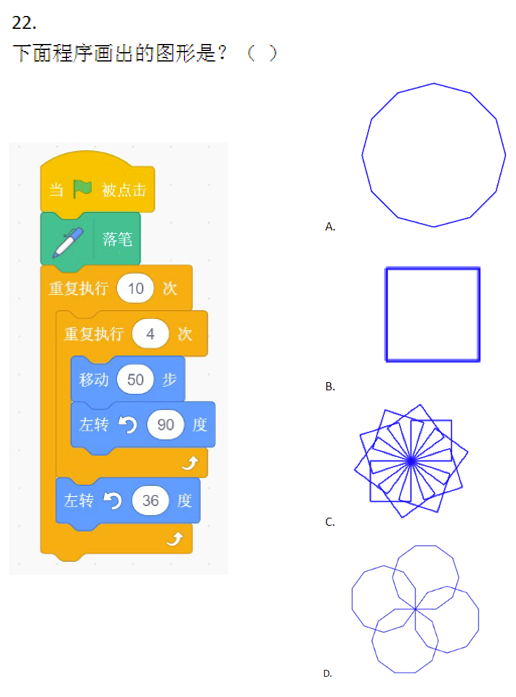 22.
下面程序画出的图形是？（ ）
当 被点击
落笔
重复执行 10 次
重复执行 4 次
移动 50 步
左转 90 度
左转 36 度
A.
B.
C.
D.